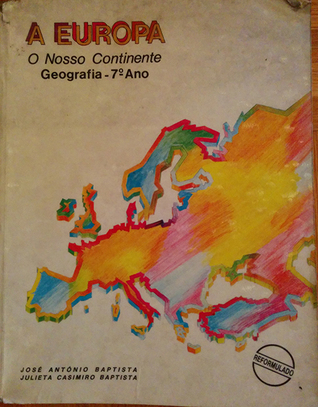 A EUROPA
O Nosso Continente
Geografia - 7º Ano
JOSÉ ANTÓNIO BAPTISTA
JULIETA CASIMIRO BAPTISTA
REFORMULADO